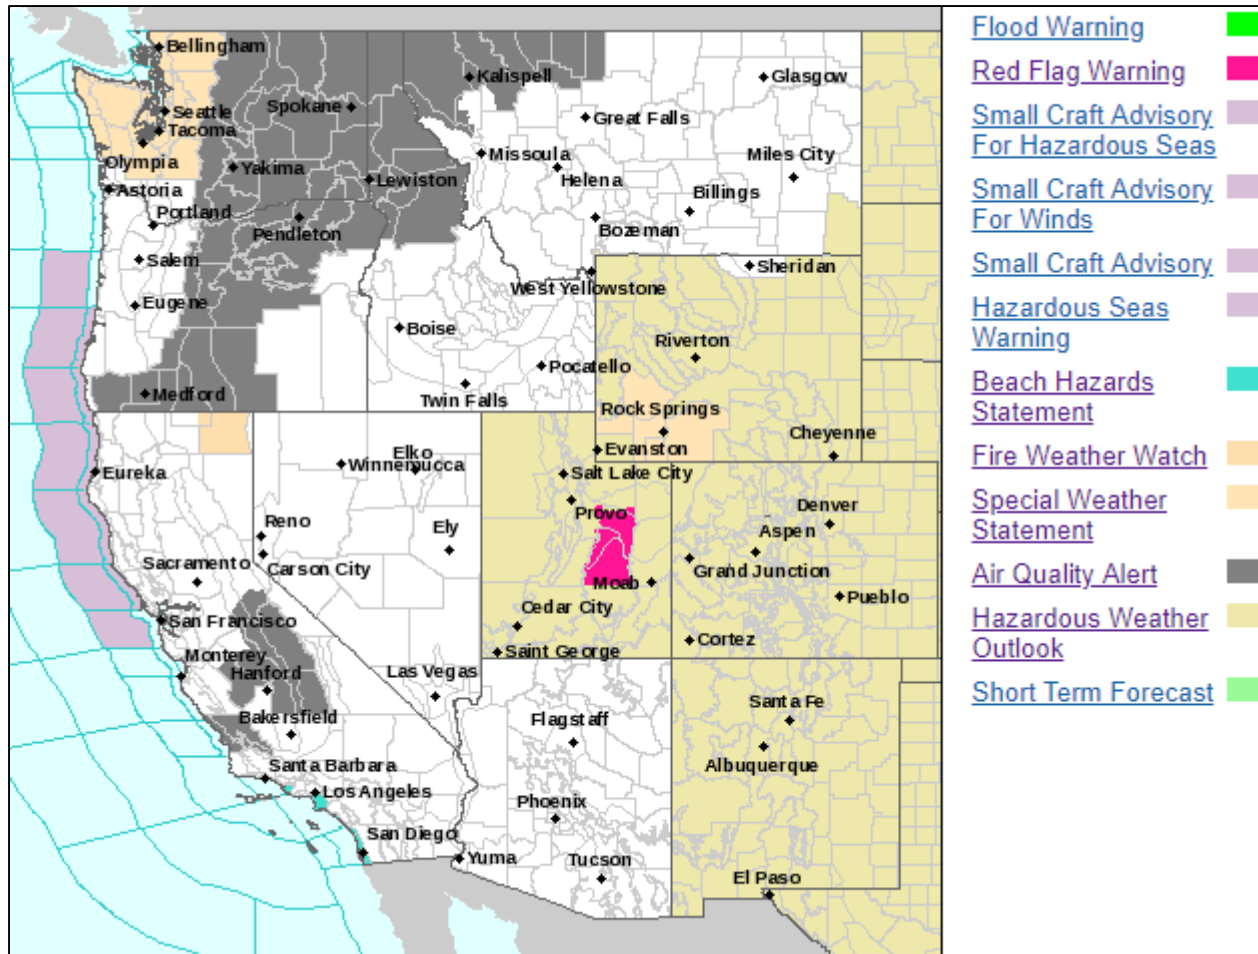 Bellingham
Kalispell
Glasgow
Spokane
Seattle
Great Falls
Tacoma
Olympia
Missoula
Miles City
Yakima
Helena
Lewiston
Billings
Astoria
Portland
Pendleton
Bozeman
Salem
Sheridan
West Yellowstone
Eugene
Boise
Riverton
Pocatello
Medford
Twin Falls
Rock Springs
Cheyenne
Evanston
Elko
Winnemucca
Eureka
Salt Lake City
Provo
Denver
Reno
Ely
Aspen
Sacramento
Carson City
Grand Junction
Moab
Pueblo
Cedar City
San Francisco
Cortez
Saint George
Monterey
Hanford
Las Vegas
Santa Fe
Bakersfield
Flagstaff
Albuquerque
Santa Barbara
Los Angeles
Phoenix
San Diego
Yuma
Tucson
El Paso
Flood Warning
Red Flag Warning
Small Craft Advisory
For Hazardous Seas
Small Craft Advisory
For Winds
Small Craft Advisory
Hazardous Seas
Warning
Beach Hazards
Statement
Fire Weather Watch
Special Weather
Statement
Air Quality Alert
Hazardous Weather
Outlook
Short Term Forecast